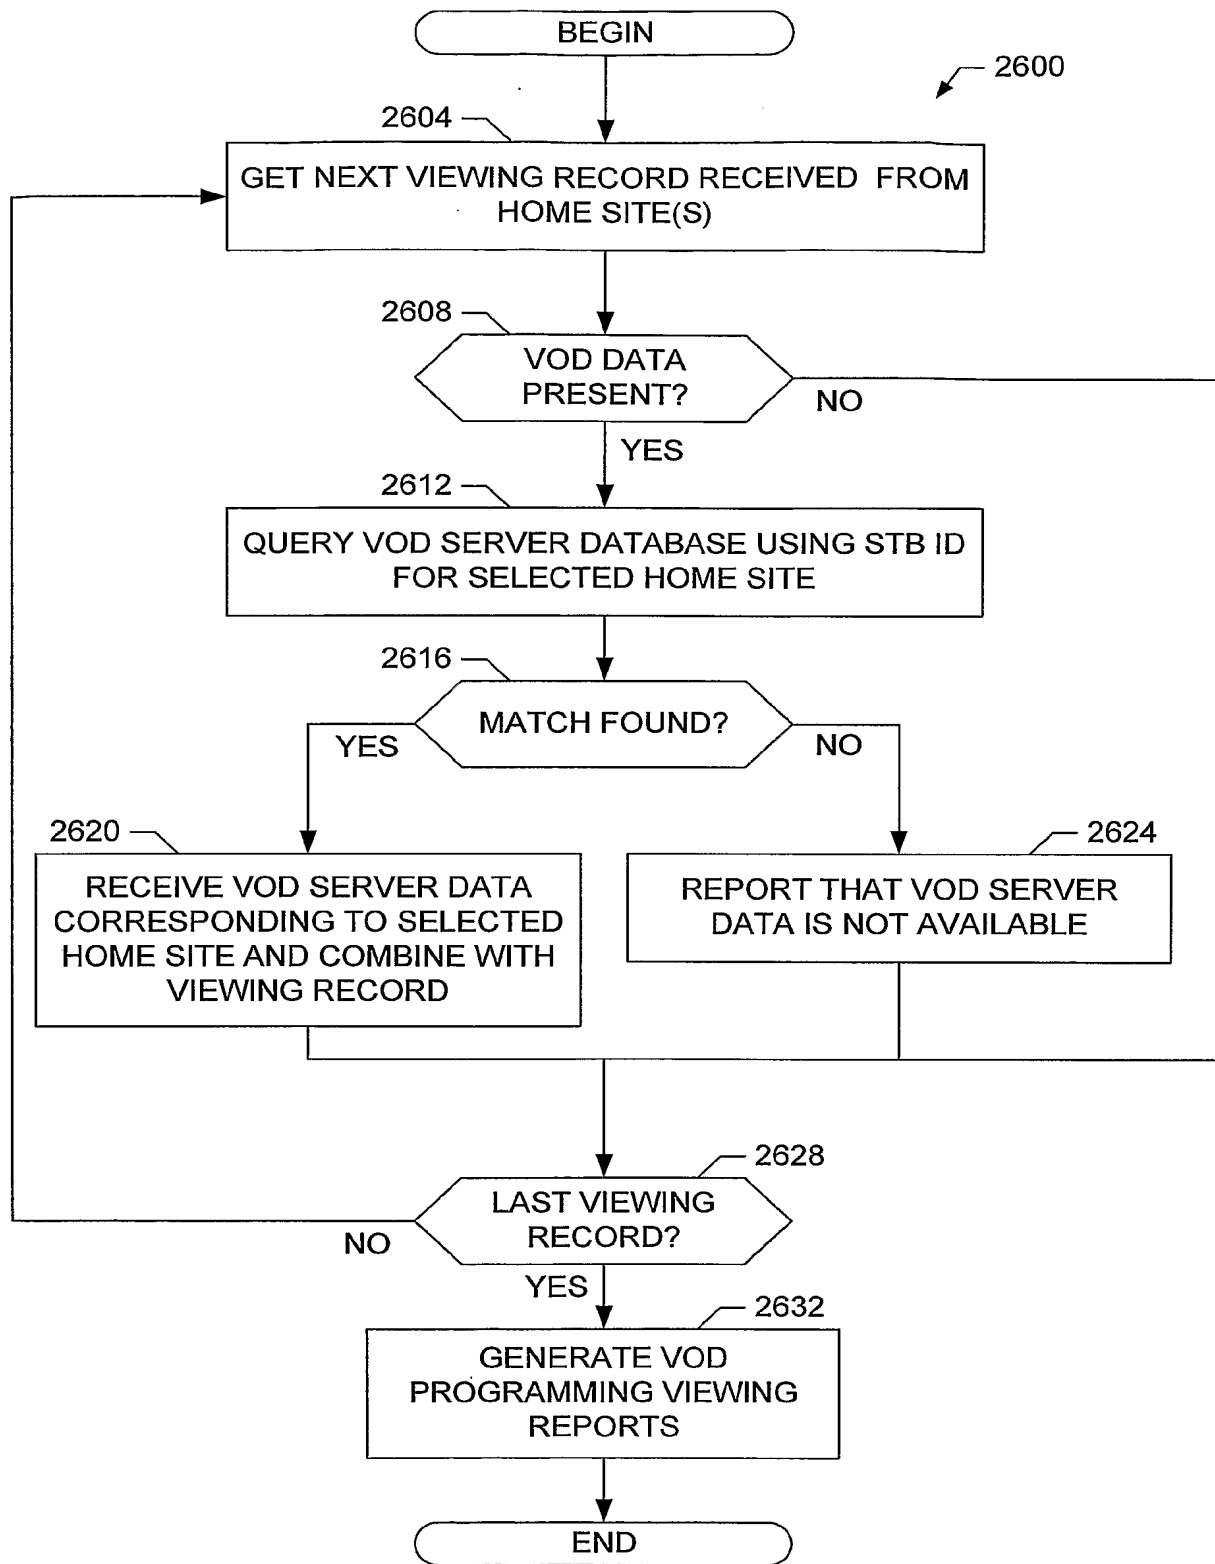 BEGIN
2600
2604
GET NEXT VIEWING RECORD RECEIVED FROM
HOME SITE(S)
2608
VOD DATA
PRESENT?
NO
YES
2612
QUERY VOD SERVER DATABASE USING STB ID
FOR SELECTED HOME SITE
2616
MATCH FOUND?
YES
NO
2620
RECEIVE VOD SERVER DATA
CORRESPONDING TO SELECTED
HOME SITE AND COMBINE WITH
VIEWING RECORD
2624
REPORT THAT VOD SERVER
DATA IS NOT AVAILABLE
2628
LAST VIEWING
RECORD?
NO
YES
2632
GENERATE VOD
PROGRAMMING VIEWING
REPORTS
END